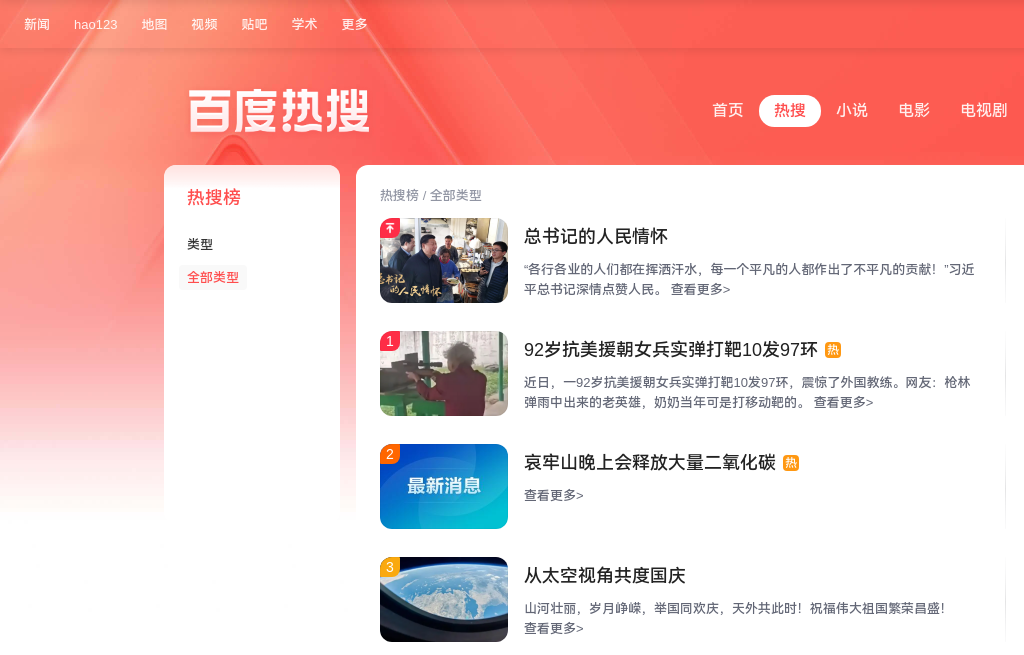 新闻 hao123 地图 视频 贴吧 学术 更多
百度热搜
首页 热搜 小说 电影 电视剧
热搜榜
类型
全部类型
热搜榜 / 全部类型
总书记的人民情怀
总书记的人民情怀
“各行各业的人们都在挥洒汗水，每一个平凡的人都作出了不平凡的贡献！”习近
平总书记深情点赞人民。 查看更多>
1
92岁抗美援朝女兵实弹打靶10发97环 热
近日，一92岁抗美援朝女兵实弹打靶10发97环，震惊了外国教练。网友：枪林
弹雨中出来的老英雄，奶奶当年可是打移动靶的。 查看更多>
2
最新消息
哀牢山晚上会释放大量二氧化碳 热
查看更多>
3
从太空视角共度国庆
山河壮丽，岁月峥嵘，举国同欢庆，天外共此时！祝福伟大祖国繁荣昌盛！
查看更多>